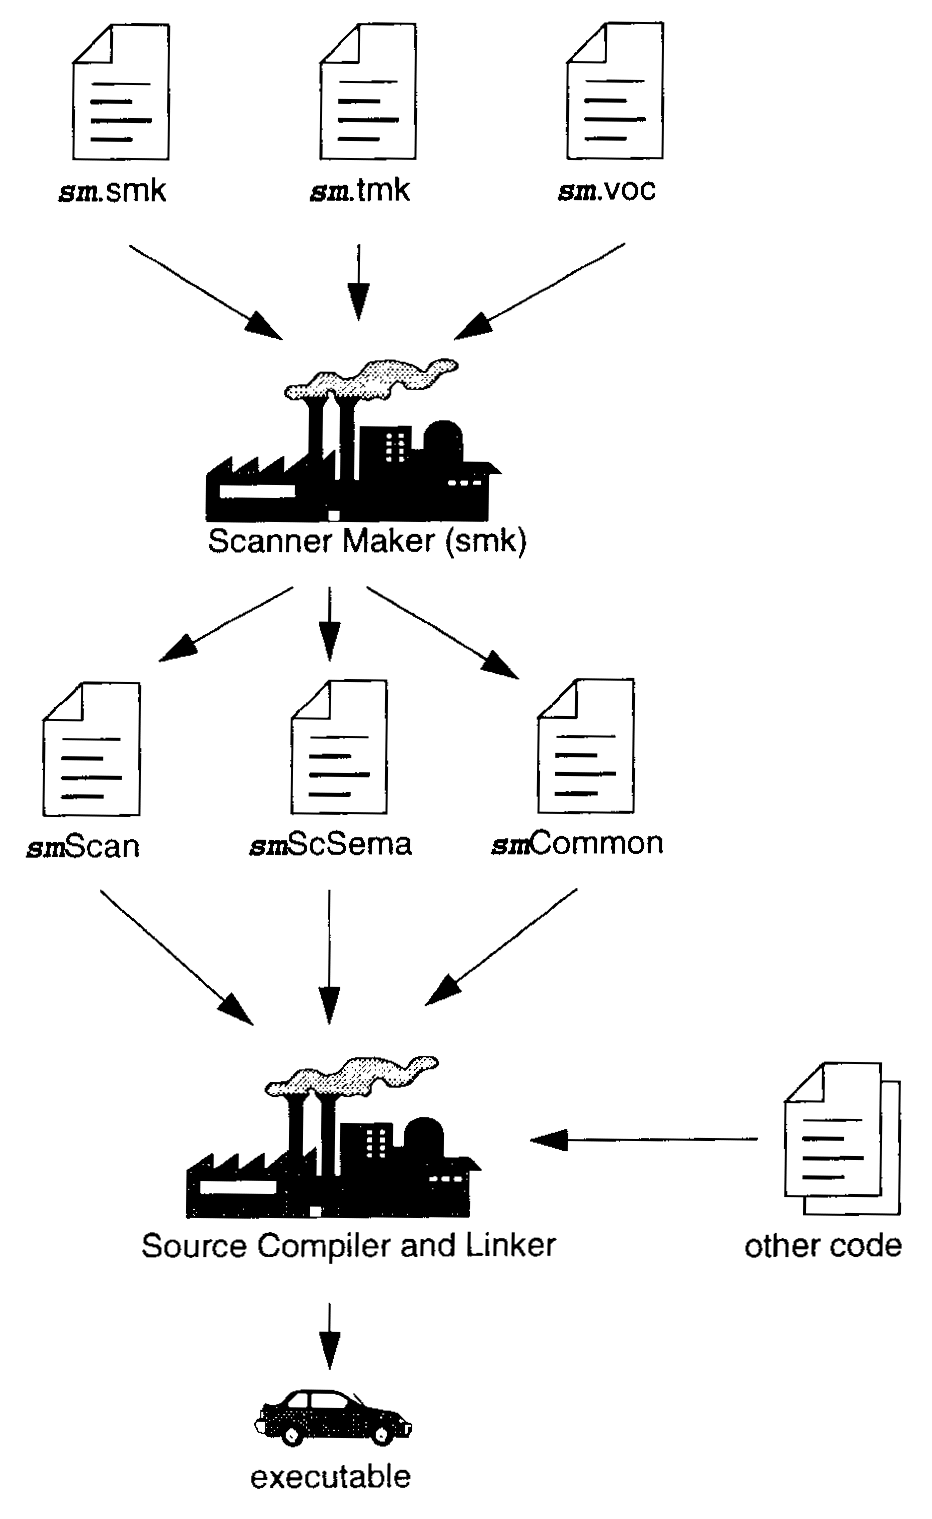 sm.smk
sm.tmk
sm.voc
Scanner Maker (smk)
smScan
smScSema
smCommon
Source Compiler and Linker
other code
executable